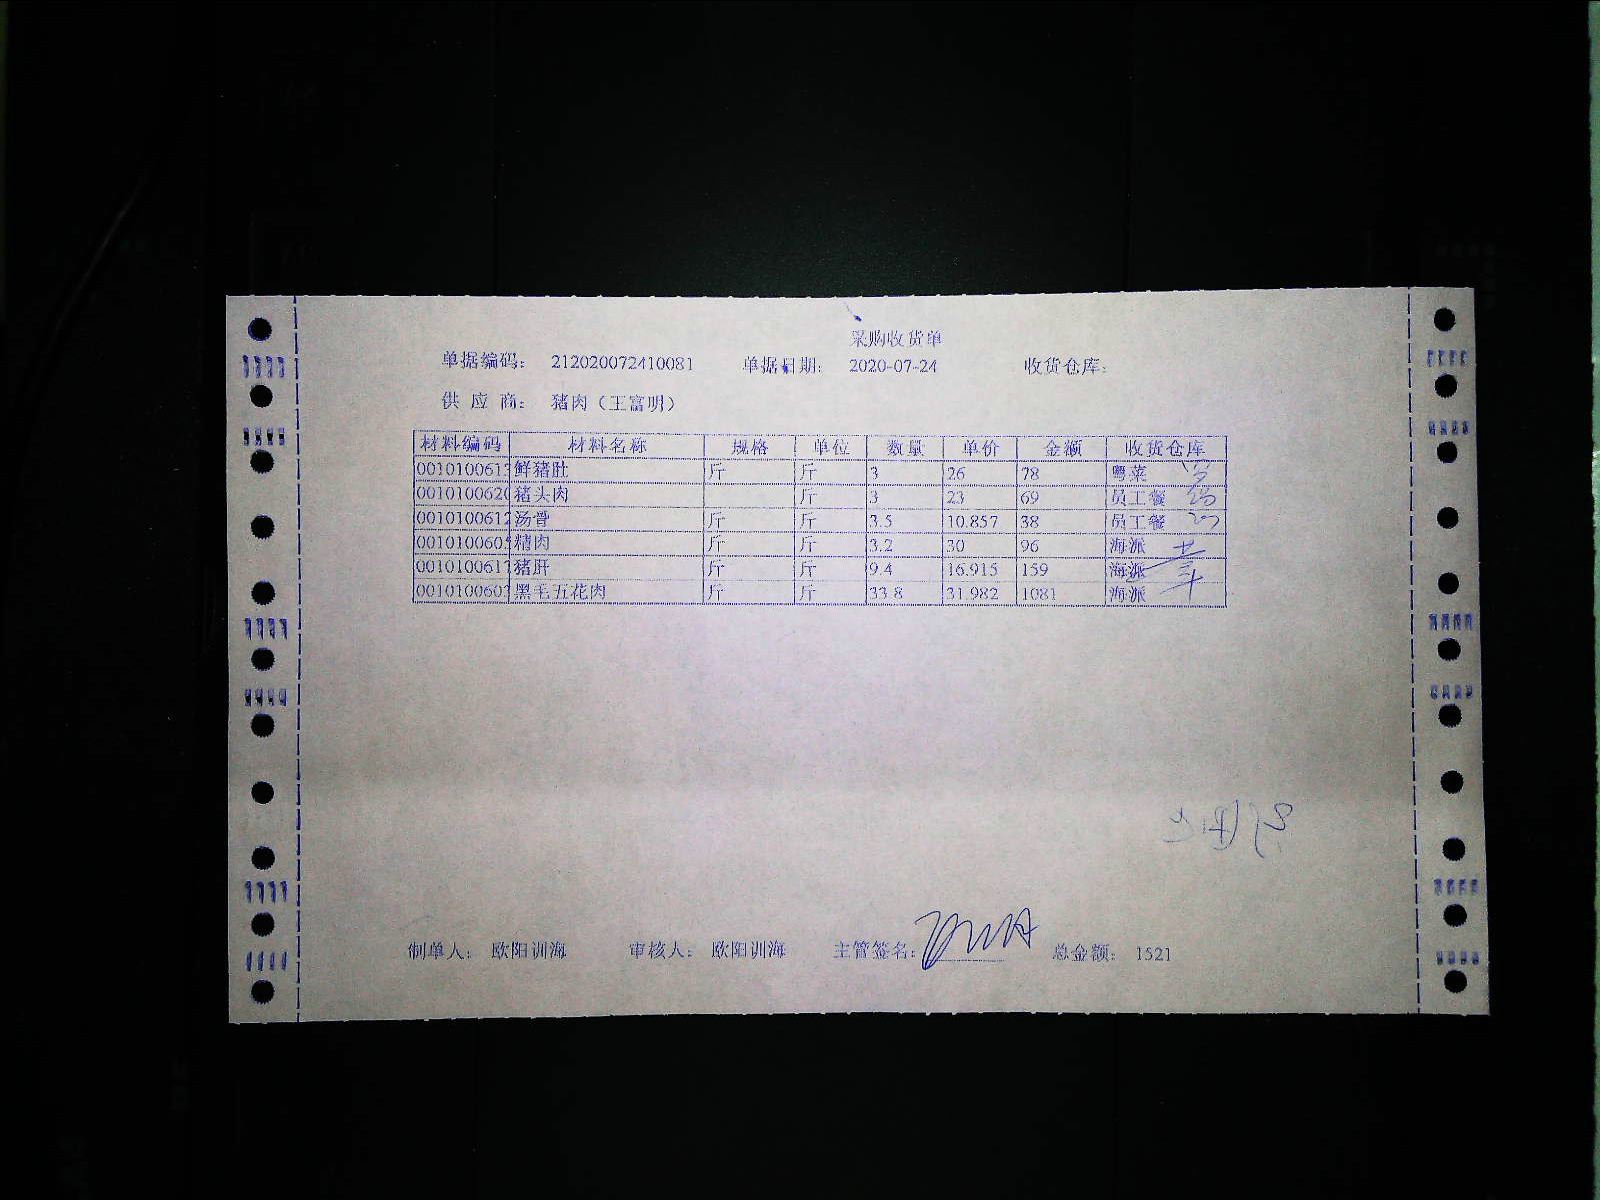 采购收货单
单据编码： 212020072410081 单据日期： 2020-07-24 收货仓库：
供 应 商： 猪肉（王富明）
材料编码 材料名称 规格 单位 数量 单价 金额 收货仓库
0010100613 鲜猪肚 斤 斤 3 26 78 粤菜
0010100620 猪头肉 斤 3 23 69 员工餐
0010100612 汤骨 斤 斤 3.5 10.857 38 员工餐
001010060 精肉 斤 斤 3.2 30 96 海派
0010100617 猪肝 斤 斤 9.4 16.915 159 海派
0010100603 黑毛五花肉 斤 斤 33.8 31.982 1081 海派
制单人： 欧阳训海 审核人： 欧阳训海 主管签名： 总金额： 1521